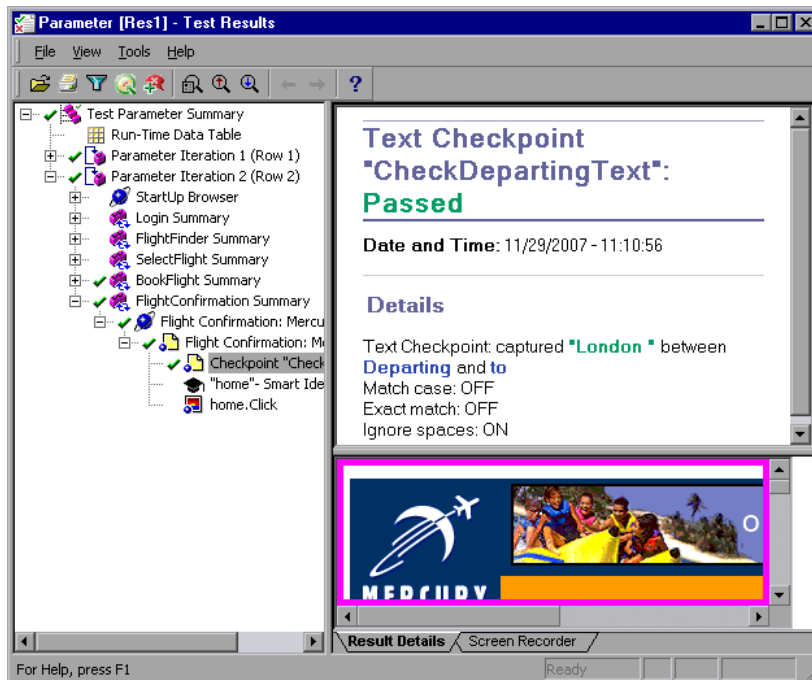 Parameter [Res1] - Test Results
File View Tools Help
Test Parameter Summary
Run-Time Data Table
Parameter Iteration 1 (Row 1)
Parameter Iteration 2 (Row 2)
StartUp Browser
Login Summary
FlightFinder Summary
SelectFlight Summary
BookFlight Summary
FlightConfirmation Summary
Flight Confirmation: Mercu
Flight Confirmation: M
Checkpoint "Check
"home"- Smart Ide
home.Click
Text Checkpoint
"CheckDepartingText":
Passed
Date and Time: 11/29/2007 - 11:10:56
Details
Text Checkpoint: captured "London " between
Departing and to
Match case: OFF
Exact match: OFF
Ignore spaces: ON
O
MERCURY
Result Details
Screen Recorder
For Help, press F1
Ready